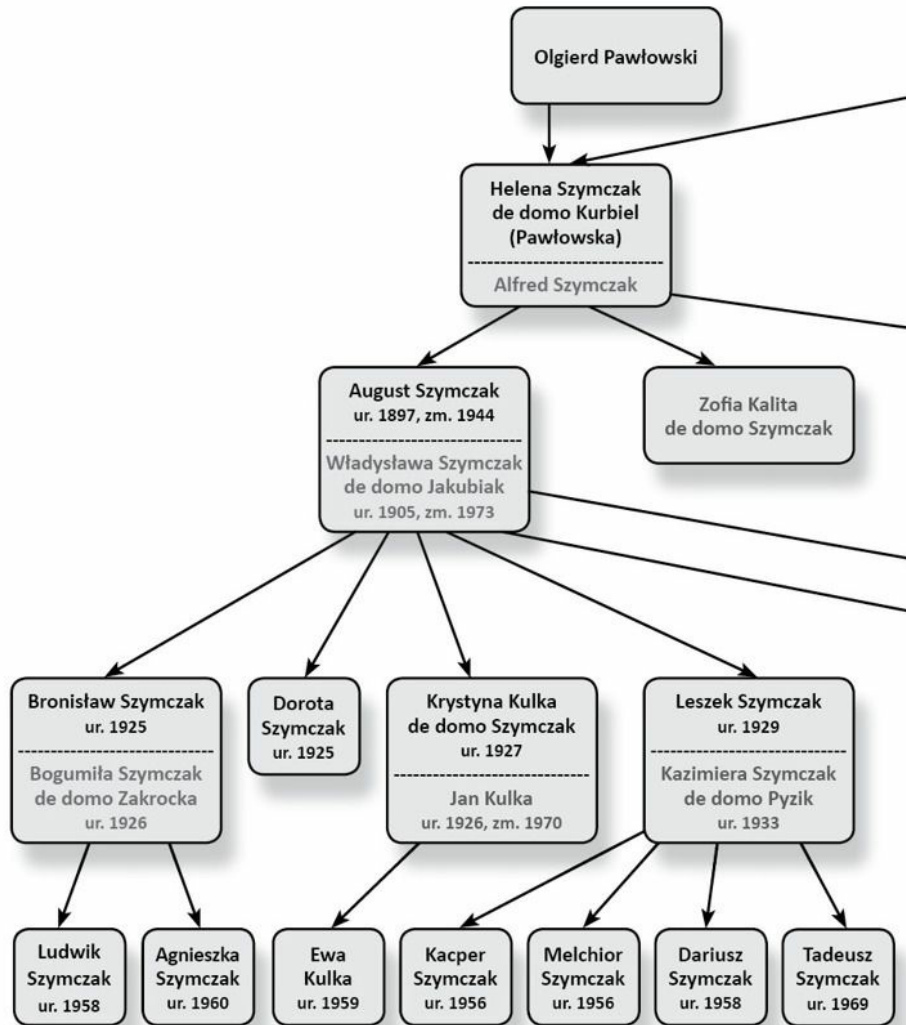 Olgierd Pawłowski
Helena Szymczak
de domo Kurbiel
(Pawłowska)
Alfred Szymczak
August Szymczak
ur. 1897, zm. 1944
Władysława Szymczak
de domo Jakubiak
ur. 1905, zm. 1973
Zofia Kalita
de domo Szymczak
Bronisław Szymczak
ur. 1925
Bogumiła Szymczak
de domo Zakrocka
ur. 1926
Dorota
Szymczak
ur. 1925
Krystyna Kulka
de domo Szymczak
ur. 1927
Jan Kulka
ur. 1926, zm. 1970
Leszek Szymczak
ur. 1929
Kazimiera Szymczak
de domo Pyzik
ur. 1933
Ludwik
Szymczak
ur. 1958
Agnieszka
Szymczak
ur. 1960
Ewa
Kulka
ur. 1959
Kacper
Szymczak
ur. 1956
Melchior
Szymczak
ur. 1956
Dariusz
Szymczak
ur. 1958
Tadeusz
Szymczak
ur. 1969